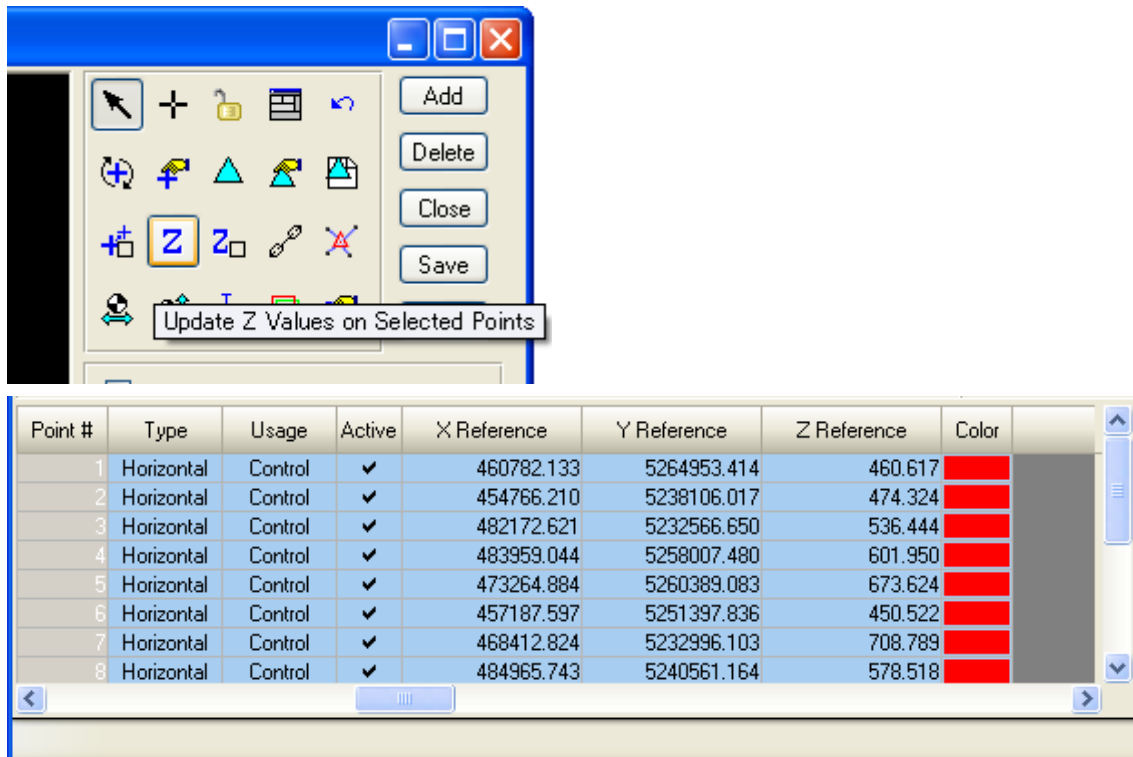 Add
Delete
Close
Save
Z
Z
Update Z Values on Selected Points
Point # Type Usage Active X Reference Y Reference Z Reference Color
1 Horizontal Control ✔ 460782.133 5264953.414 460.617
2 Horizontal Control ✔ 454766.210 5238106.017 474.324
3 Horizontal Control ✔ 482172.621 5232566.650 536.444
4 Horizontal Control ✔ 483959.044 5258007.480 601.950
5 Horizontal Control ✔ 473264.884 5260389.083 673.624
6 Horizontal Control ✔ 457187.597 5251397.836 450.522
7 Horizontal Control ✔ 468412.824 5232996.103 708.789
8 Horizontal Control ✔ 484965.743 5240561.164 578.518